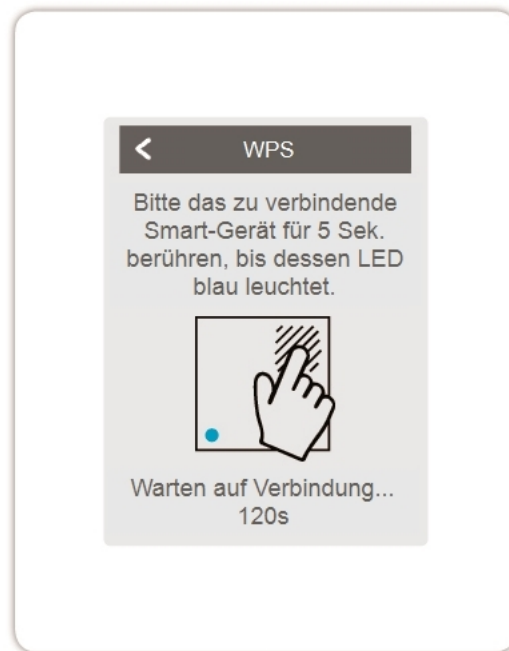 WPS
Bitte das zu verbindende
Smart-Gerät für 5 Sek.
berühren, bis dessen LED
blau leuchtet.
Warten auf Verbindung...
120s